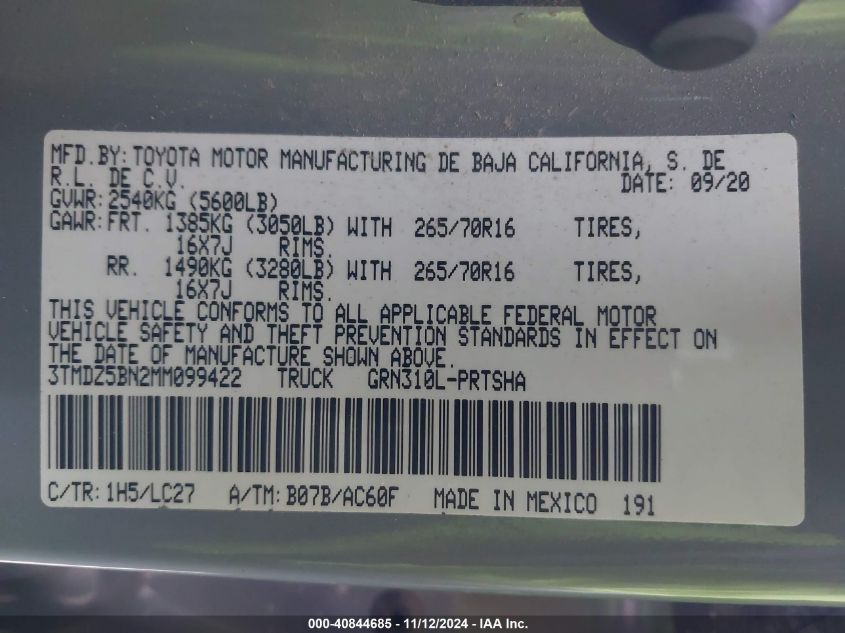 MFD.BY: TOYOTA MOTOR MANUFACTURING DE BAJA CALIFORNIA, S. DE
R.L. DE C.V. DATE: 09/20
GVWR: 2540KG (5600LB)
GAWR: FRT. 1385KG (3050LB) WITH 265/70R16 TIRES,
16X7J RIMS.
RR. 1490KG (3280LB) WITH 265/70R16 TIRES,
16X7J RIMS.
THIS VEHICLE CONFORMS TO ALL APPLICABLE FEDERAL MOTOR
VEHICLE SAFETY AND THEFT PREVENTION STANDARDS IN EFFECT ON
THE DATE OF MANUFACTURE SHOWN ABOVE.
3TMDZ5BN2MM099422 TRUCK GRN310L-PRTSHA
C/TR: 1H5/LC27 A/TM: B07B/AC60F MADE IN MEXICO 191
000-40844685 - 11/12/2024 - IAA Inc.